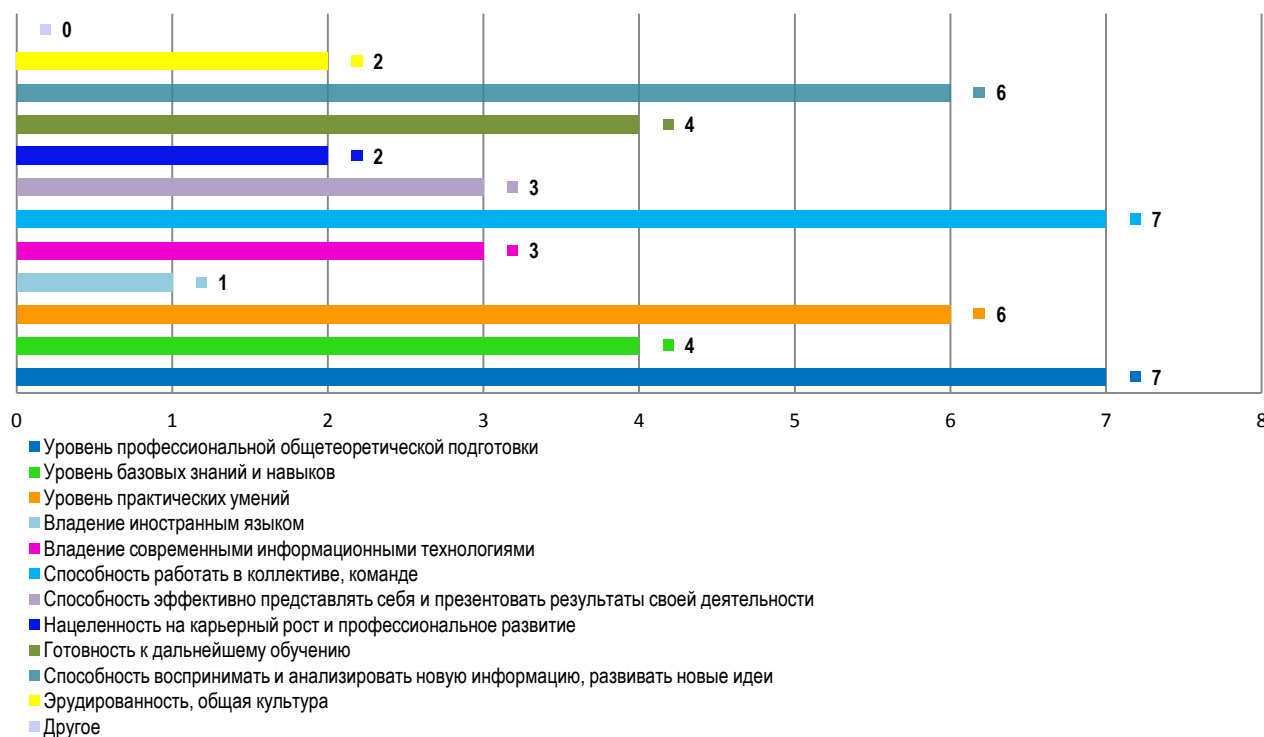 0
2
6
4
2
3
7
3
1
6
4
7
0 1 2 3 4 5 6 7 8
Уровень профессиональной общетеоретической подготовки
Уровень базовых знаний и навыков
Уровень практических умений
Владение иностранным языком
Владение современными информационными технологиями
Способность работать в коллективе, команде
Способность эффективно представлять себя и презентовать результаты своей деятельности
Нацеленность на карьерный рост и профессиональное развитие
Готовность к дальнейшему обучению
Способность воспринимать и анализировать новую информацию, развивать новые идеи
Эрудированность, общая культура
Другое